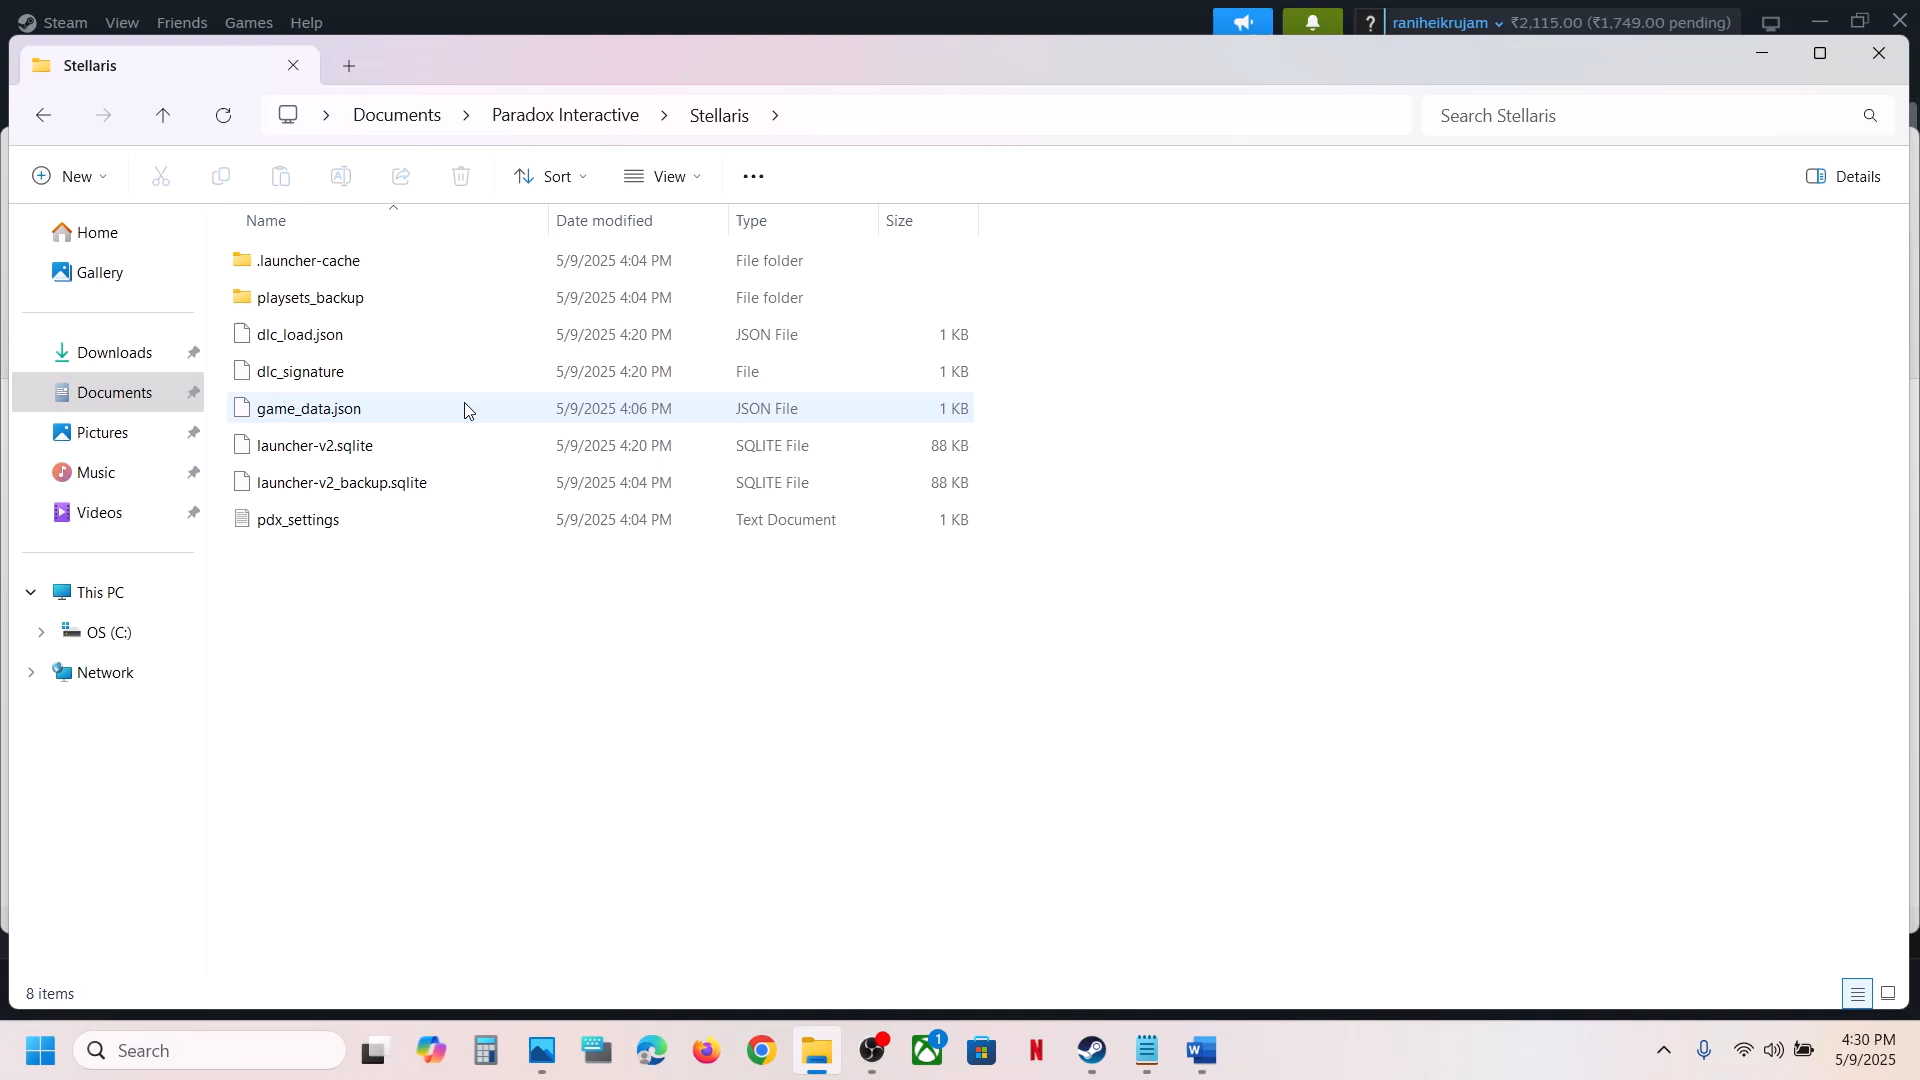 Steam View Friends Games Help
? raniheikrujam ₹2,115.00 (₹1,749.00 pending)
Stellaris
Documents > Paradox Interactive > Stellaris >
Search Stellaris
New Sort View Details
Name Date modified Type Size
.launcher-cache 5/9/2025 4:04 PM File folder
playsets_backup 5/9/2025 4:04 PM File folder
dlc_load.json 5/9/2025 4:20 PM JSON File 1 KB
dlc_signature 5/9/2025 4:20 PM File 1 KB
game_data.json 5/9/2025 4:06 PM JSON File 1 KB
launcher-v2.sqlite 5/9/2025 4:20 PM SQLITE File 88 KB
launcher-v2_backup.sqlite 5/9/2025 4:04 PM SQLITE File 88 KB
pdx_settings 5/9/2025 4:04 PM Text Document 1 KB
Home
Gallery
Downloads
Documents
Pictures
Music
Videos
This PC
OS (C:)
Network
8 items
Search
1
4:30 PM
5/9/2025